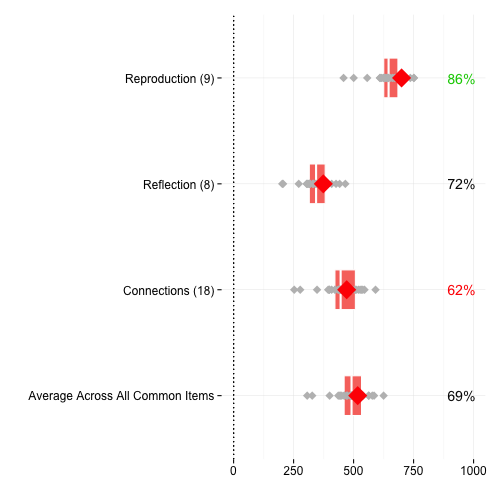 Reproduction (9)
86%
Reflection (8)
72%
Connections (18)
62%
Average Across All Common Items
69%
0 250 500 750 1000